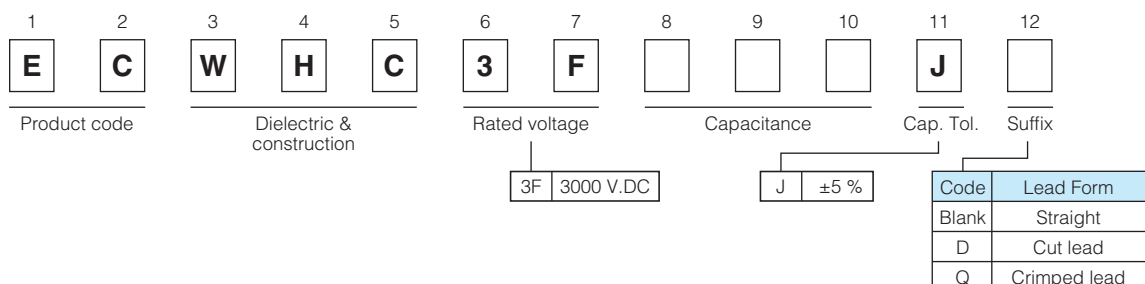 1 2 3 4 5 6 7 8 9 10 11 12
E C W H C 3 F J
Product code Dielectric & Rated voltage Capacitance Cap. Tol. Suffix
construction
3F 3000 V.DC J ±5 % Code Lead Form
Blank Straight
D Cut lead
Q Crimped lead